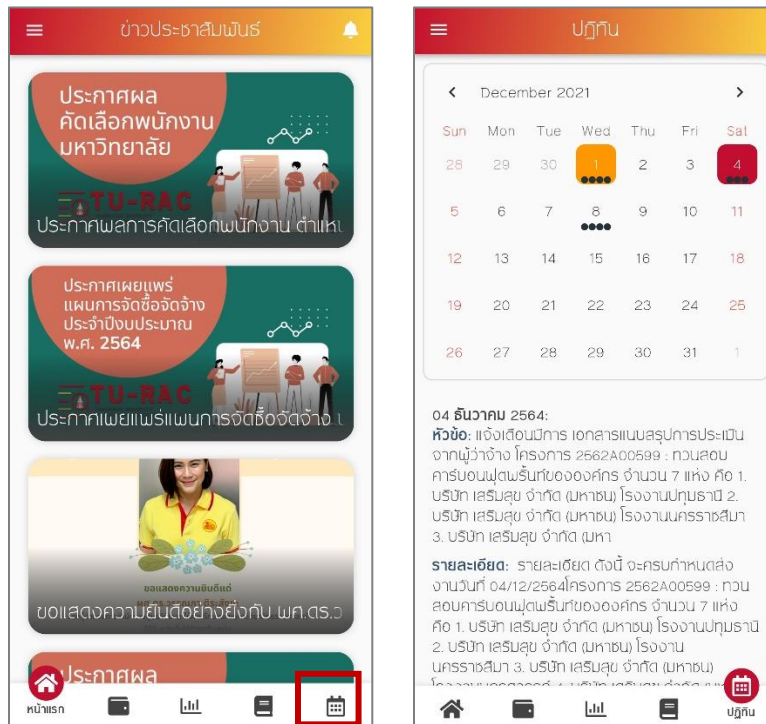 ข่าวประชาสัมพันธ์
ประกาศผล
คัดเลือกพนักงาน
มหาวิทยาลัย
TU-RAC
ประกาศผลการคัดเลือกพนักงาน ตำแห
ประกาศเผยแพร่
แผนการจัดซื้อจัดจ้าง
ประจำปีงบประมาณ
พ.ศ. 2564
TU-RAC
ประกาศเผยแพร่แผนการจัดซื้อจัดจ้าง
ขอแสดงความยินดีแก่
ขอแสดงความยินดีอย่างยิ่งกับ ผศ.ดร.ว
ประกาศผล
หน้าแรก
ปฏิทิน
December 2021
Sun Mon Tue Wed Thu Fri Sat
28 29 30 1 2 3 4
5 6 7 8 9 10 11
12 13 14 15 16 17 18
19 20 21 22 23 24 25
26 27 28 29 30 31 1
04 ธันวาคม 2564:
หัวข้อ: แจ้งเตือนมีการ เอกสารแนบสรุปการประเมิน
จากผู้ว่าจ้าง โครงการ 2562A00599 : ทวนสอบ
คาร์บอนฟุตพริ้นท์ขององค์กร จำนวน 7 แห่ง คือ 1.
บริษัท เสริมสุข จำกัด (มหาชน) โรงงานปทุมธานี 2.
บริษัท เสริมสุข จำกัด (มหาชน) โรงงานนครราชสีมา
3. บริษัท เสริมสุข จำกัด (มหา
รายละเอียด: รายละเอียด ดังนี้ จะครบกำหนดส่ง
งานวันที่ 04/12/2564โครงการ 2562A00599 : ทวน
สอบคาร์บอนฟุตพริ้นท์ขององค์กร จำนวน 7 แห่ง
คือ 1. บริษัท เสริมสุข จำกัด (มหาชน) โรงงานปทุมธานี
2. บริษัท เสริมสุข จำกัด (มหาชน) โรงงาน
นครราชสีมา 3. บริษัท เสริมสุข จำกัด (มหาชน)
ปฏิทิน